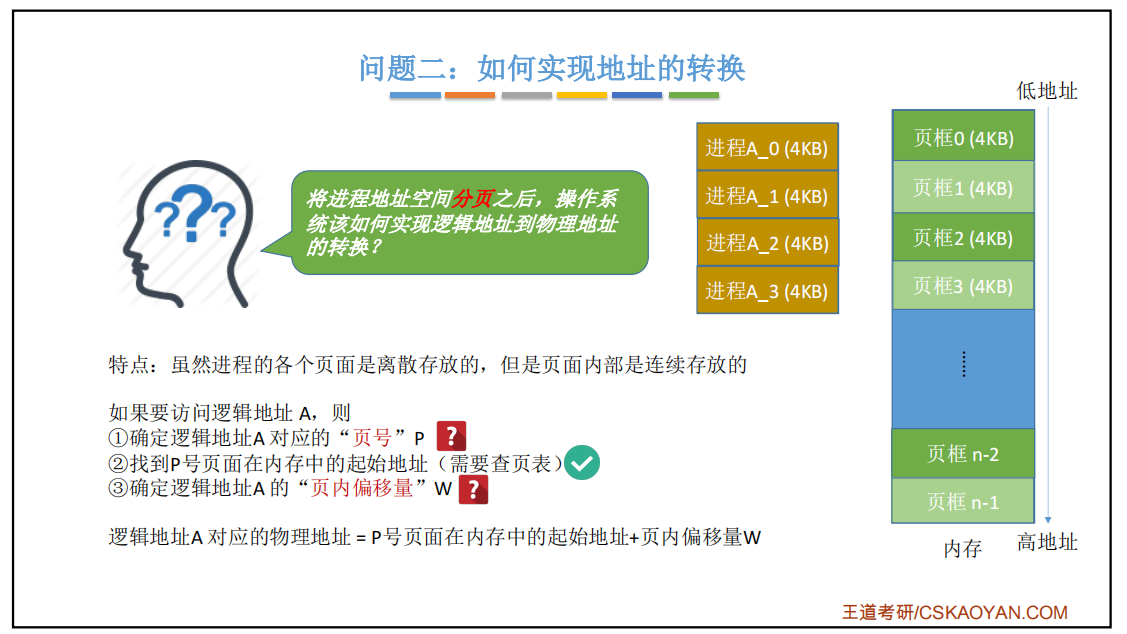 问题二：如何实现地址的转换
???
将进程地址空间分页之后，操作系
统该如何实现逻辑地址到物理地址
的转换？
进程A_0 (4KB)
进程A_1 (4KB)
进程A_2 (4KB)
进程A_3 (4KB)
低地址
页框0 (4KB)
页框1 (4KB)
页框2 (4KB)
页框3 (4KB)
……
页框 n-2
页框 n-1
内存
高地址
特点：虽然进程的各个页面是离散存放的，但是页面内部是连续存放的
如果要访问逻辑地址 A，则
①确定逻辑地址A 对应的“页号”P ?
②找到P号页面在内存中的起始地址（需要查页表）
③确定逻辑地址A 的“页内偏移量”W ?
逻辑地址A 对应的物理地址 = P号页面在内存中的起始地址+页内偏移量W
王道考研/CSKAOYAN.COM